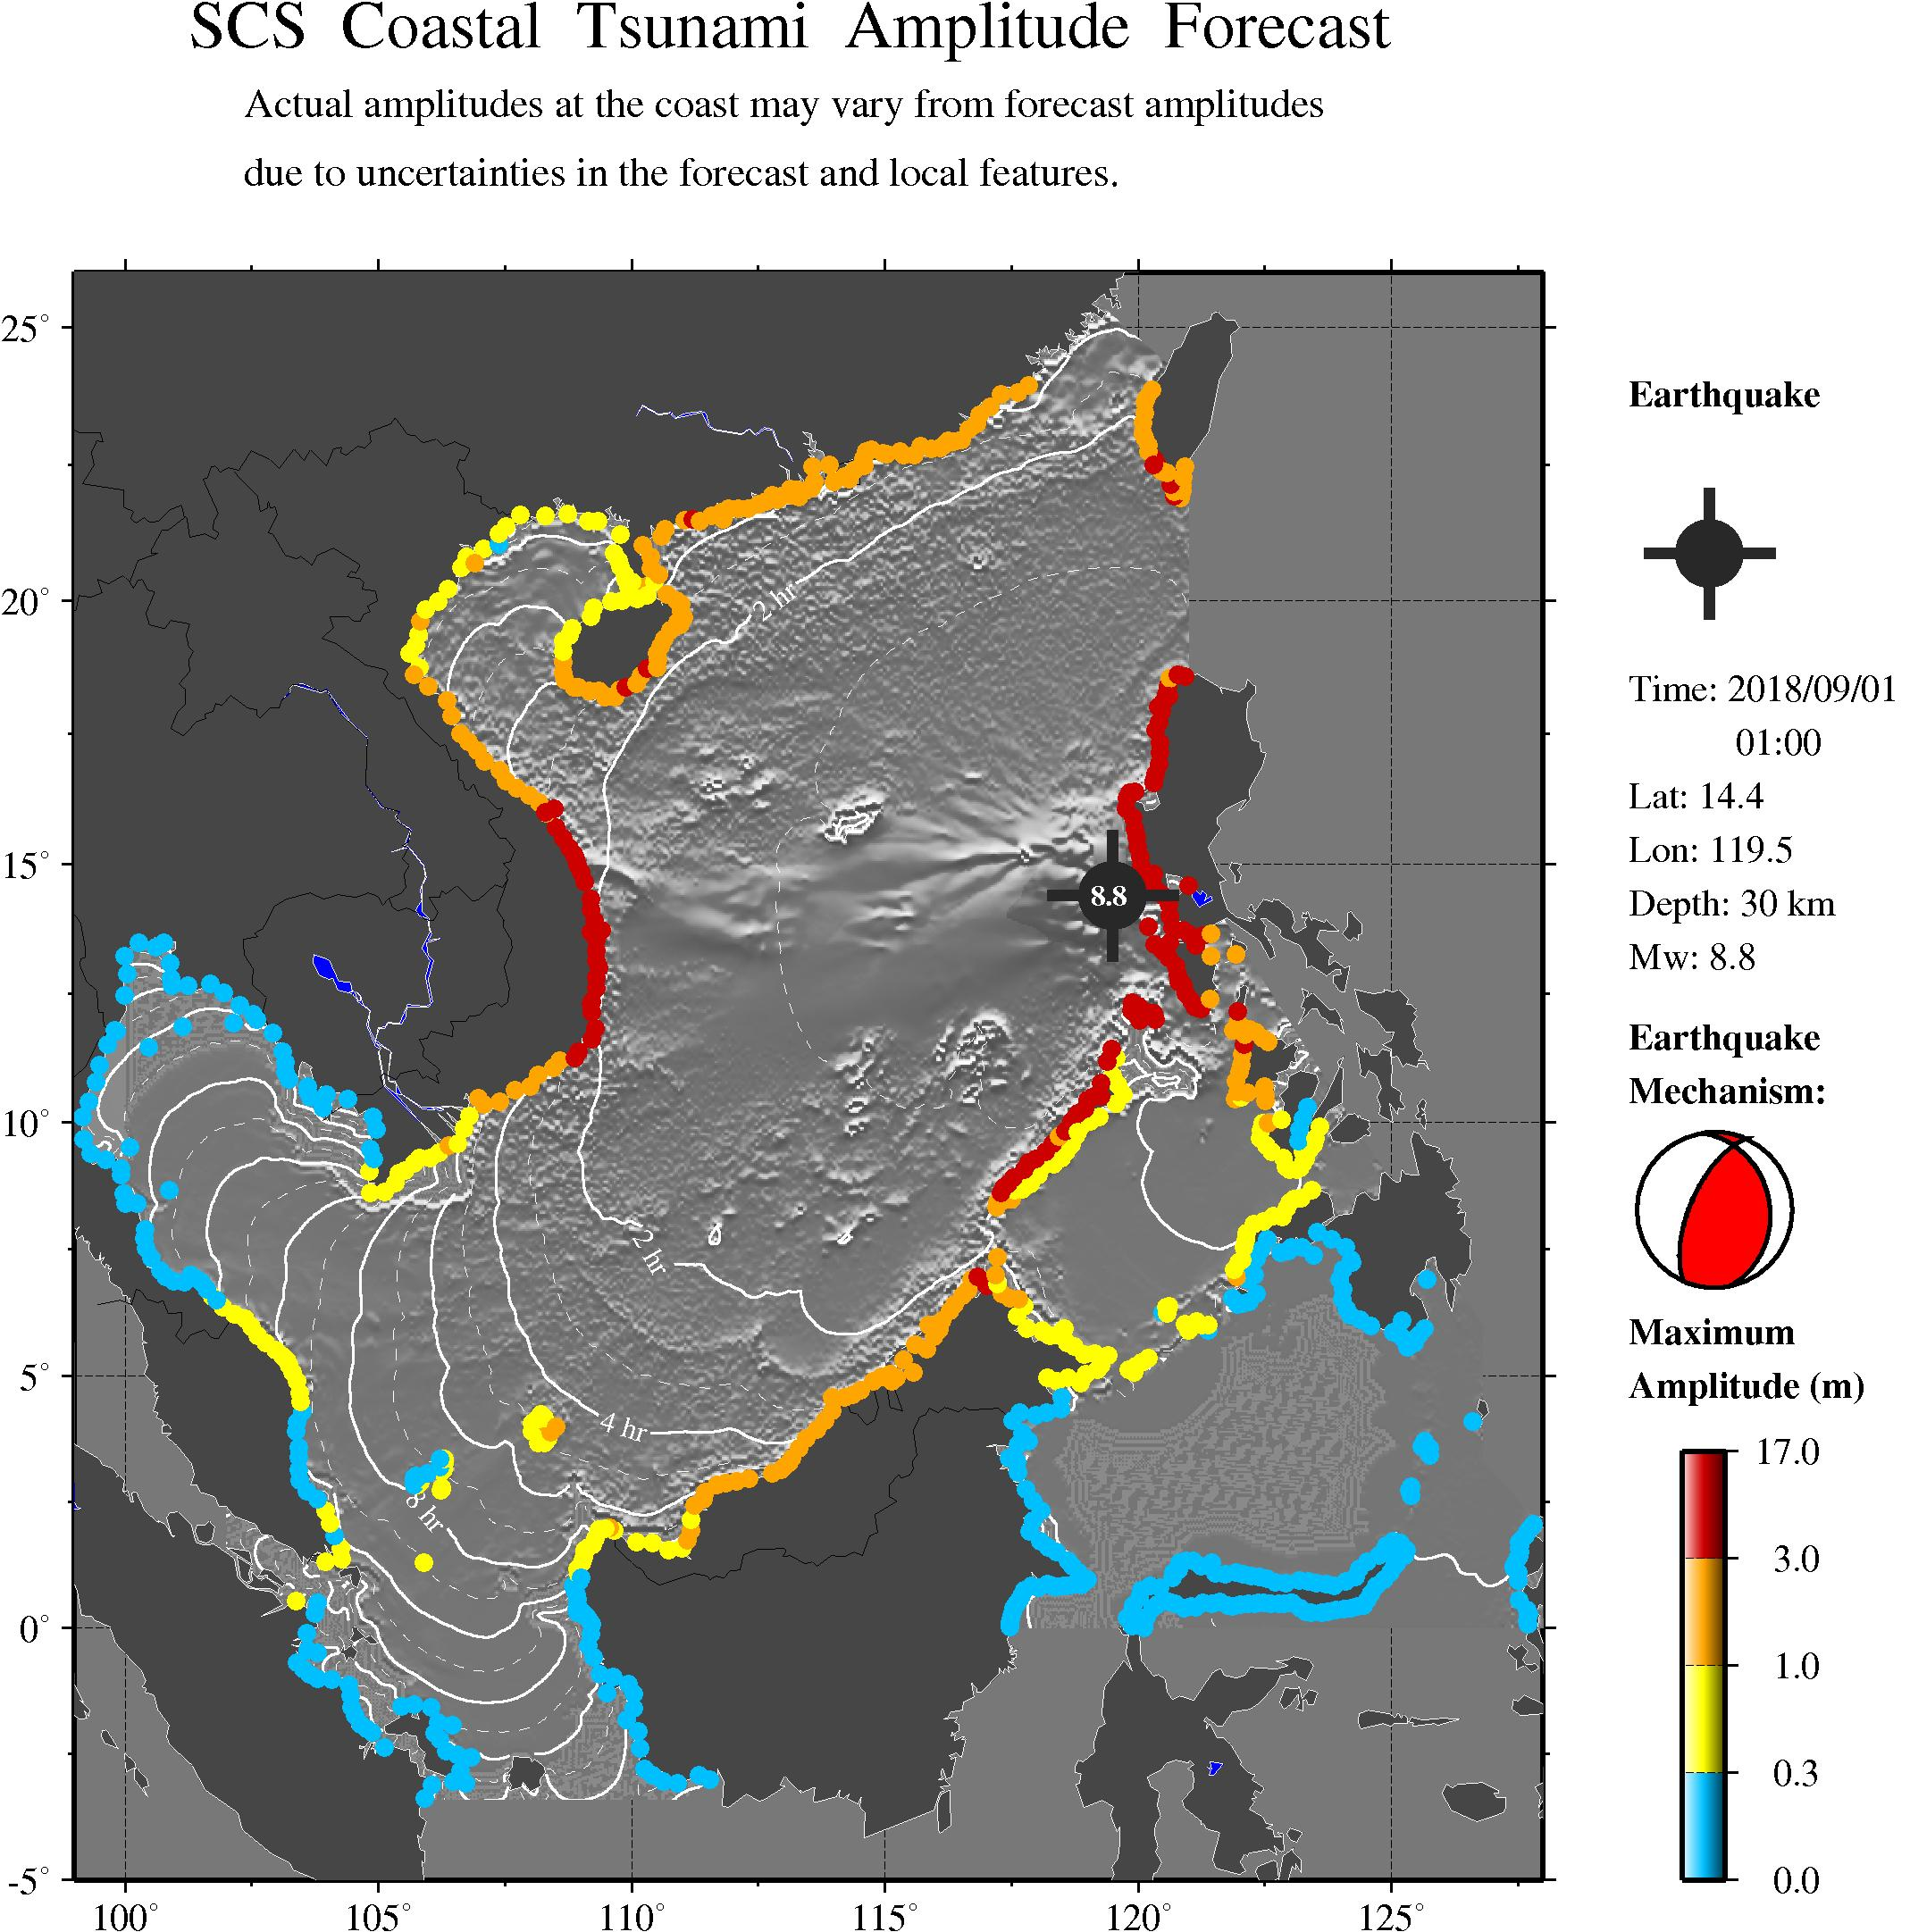 SCS Coastal Tsunami Amplitude Forecast
Actual amplitudes at the coast may vary from forecast amplitudes
due to uncertainties in the forecast and local features.
25°
20°
15°
10°
5°
0°
-5°
100°
105°
110°
115°
120°
125°
2 hr
2 hr
4 hr
8 hr
8.8
Earthquake
Time: 2018/09/01
01:00
Lat: 14.4
Lon: 119.5
Depth: 30 km
Mw: 8.8
Earthquake
Mechanism:
Maximum
Amplitude (m)
17.0
3.0
1.0
0.3
0.0